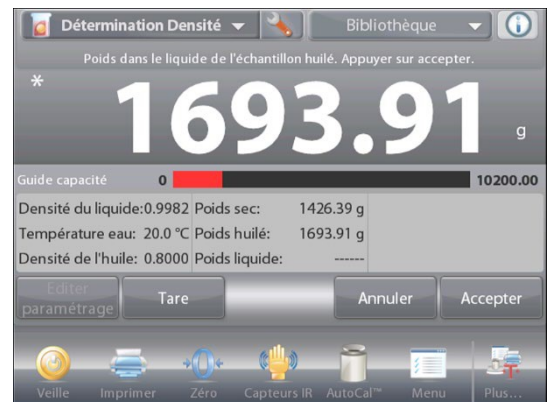 Détermination Densité Bibliothèque
Poids dans le liquide de l'échantillon huilé. Appuyer sur accepter.
* 1693.91 g
Guide capacité 0 10200.00
Densité du liquide:0.9982 Poids sec: 1426.39 g
Température eau: 20.0 °C Poids huilé: 1693.91 g
Densité de l'huile: 0.8000 Poids liquide: ------
Editer paramétrage Tare Annuler Accepter
→0← Veille Imprimer Zéro Capteurs IR AutoCal™ Menu Plus...